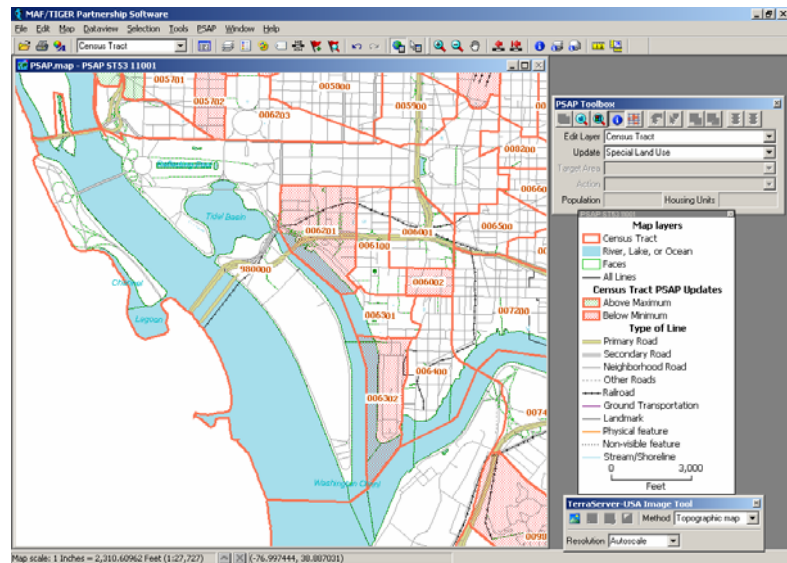 MAF/TIGER Partnership Software
File Edit Map Dataview Selection Tools PSAP Window Help
Census Tract
PSAP.map - PSAP ST53 11001
005701
005702
005800
006203
005900
000200
Tidal Basin
006201
006100
006001
006500
980000
006002
Channel
Lagoon
006301
007200
006400
006302
Washington Channel
PSAP Toolbox
Edit Layer Census Tract
Update Special Land Use
Target Area
Action
Population Housing Units
Map layers
Census Tract
River, Lake, or Ocean
Faces
All Lines
Census Tract PSAP Updates
Above Maximum
Below Minimum
Type of Line
Primary Road
Secondary Road
Neighborhood Road
Other Roads
Railroad
Ground Transportation
Landmark
Physical feature
Non-visible feature
Stream/Shoreline
0 3,000
Feet
TerraServer-USA Image Tool
Method Topographic map
Resolution Autoscale
Map scale: 1 Inches = 2,310.60962 Feet (1:27,727) (-76.997444, 38.887031)